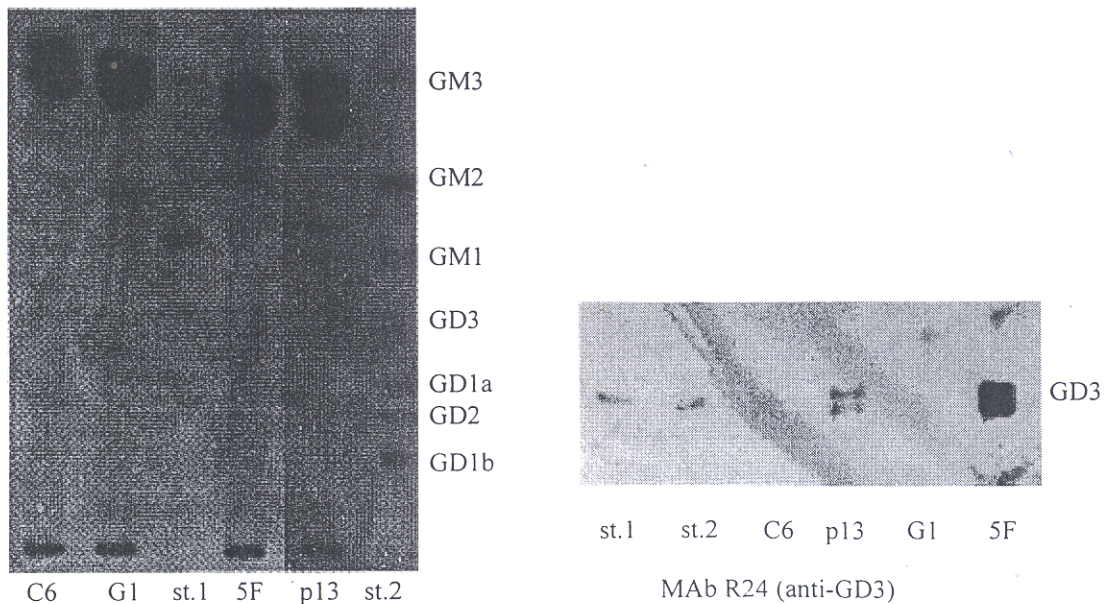 GM3
GM2
GM1
GD3
GD1a
GD2
GD1b
C6 G1 st.1 5F p13 st.2
GD3
st.1 st.2 C6 p13 G1 5F
MAb R24 (anti-GD3)